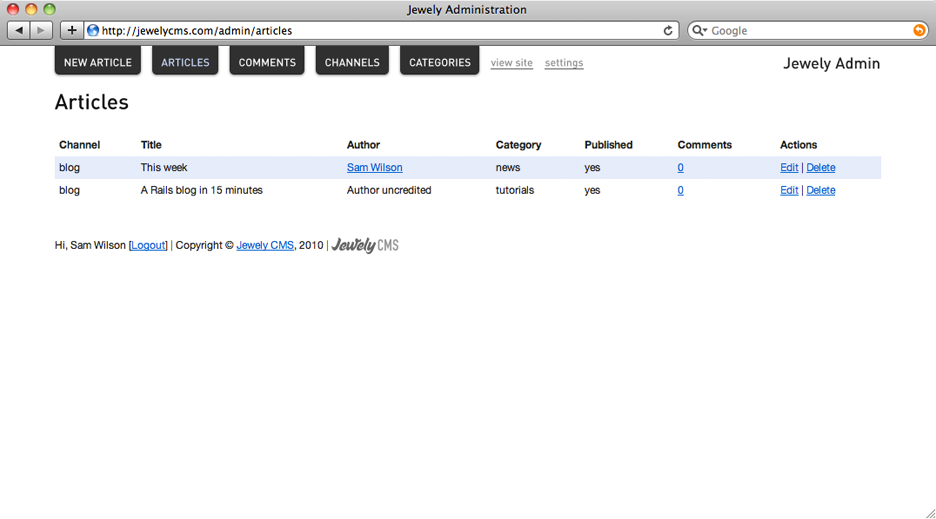 Jewely Administration
http://jewelycms.com/admin/articles Google
NEW ARTICLE ARTICLES COMMENTS CHANNELS CATEGORIES view site settings Jewely Admin
Articles
Channel Title Author Category Published Comments Actions
blog This week Sam Wilson news yes 0 Edit | Delete
blog A Rails blog in 15 minutes Author uncredited tutorials yes 0 Edit | Delete
Hi, Sam Wilson [Logout] | Copyright © Jewely CMS, 2010 | Jewely CMS